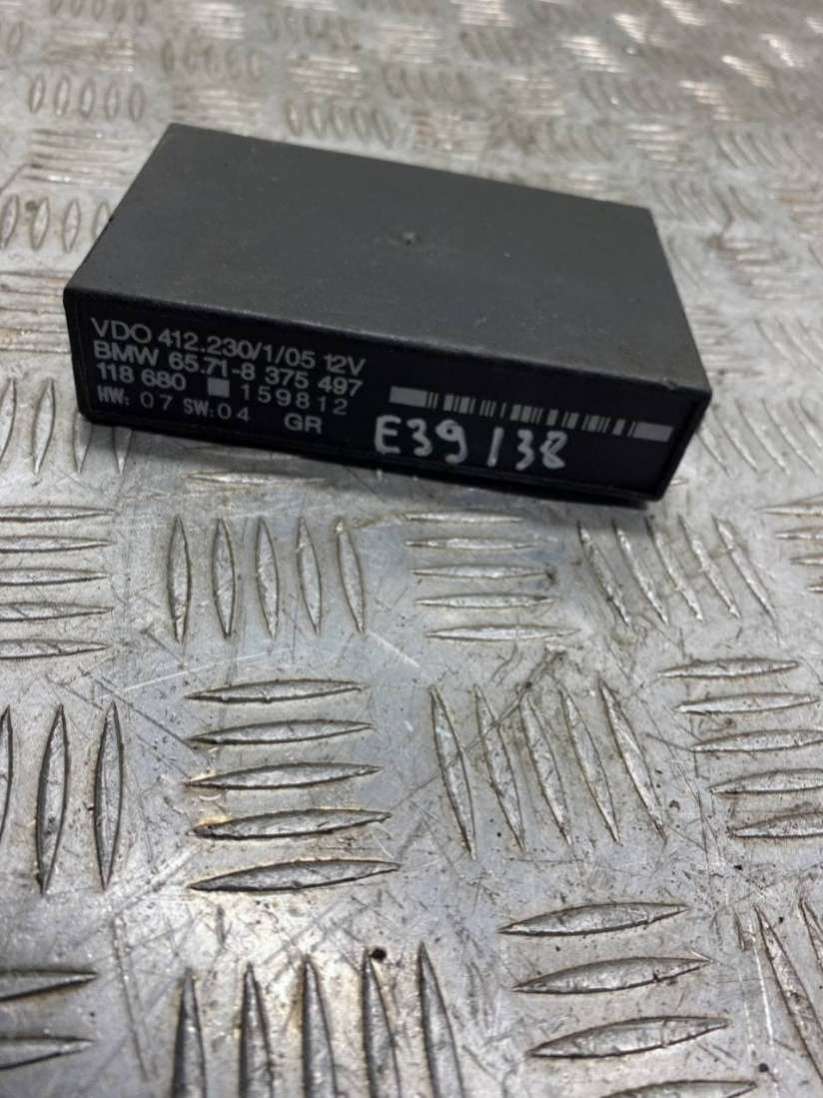 VDO 412.230/1/05 12V
BMW 65.71-8 375 497
118 680 159812
HW: 07 SW:04 GR
E39/38